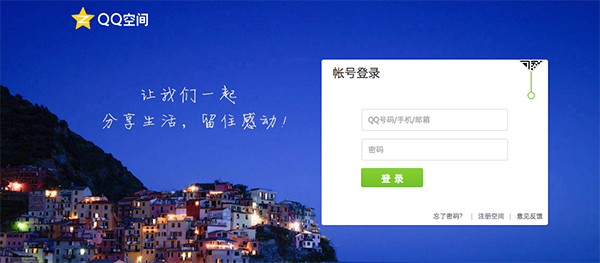 QQ空间
让我们一起
分享生活，留住感动！
帐号登录
QQ号码/手机/邮箱
密码
登 录
忘了密码？ | 注册空间 | 意见反馈